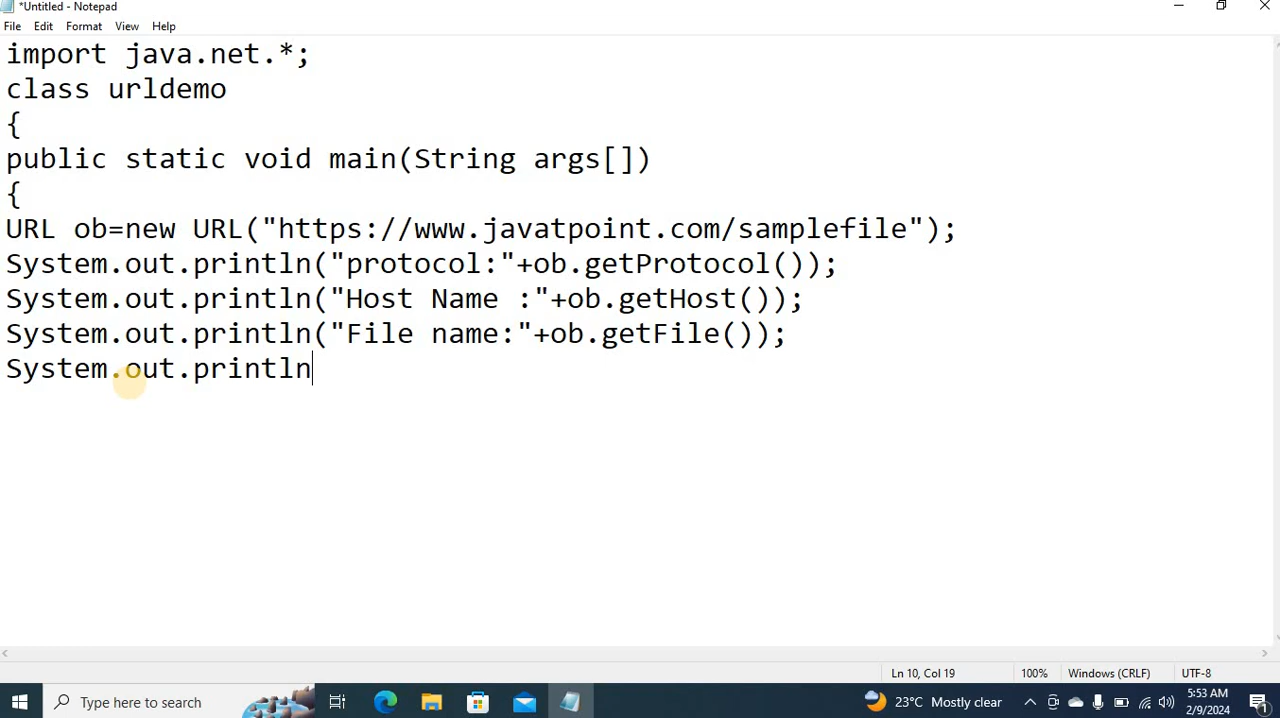 *Untitled - Notepad
File Edit Format View Help
import java.net.*;
class urldemo
{
public static void main(String args[])
{
URL ob=new URL("https://www.javatpoint.com/samplefile");
System.out.println("protocol:"+ob.getProtocol());
System.out.println("Host Name :"+ob.getHost());
System.out.println("File name:"+ob.getFile());
System.out.println
Ln 10, Col 19 100% Windows (CRLF) UTF-8
Type here to search 23°C Mostly clear 5:53 AM
2/9/2024 1